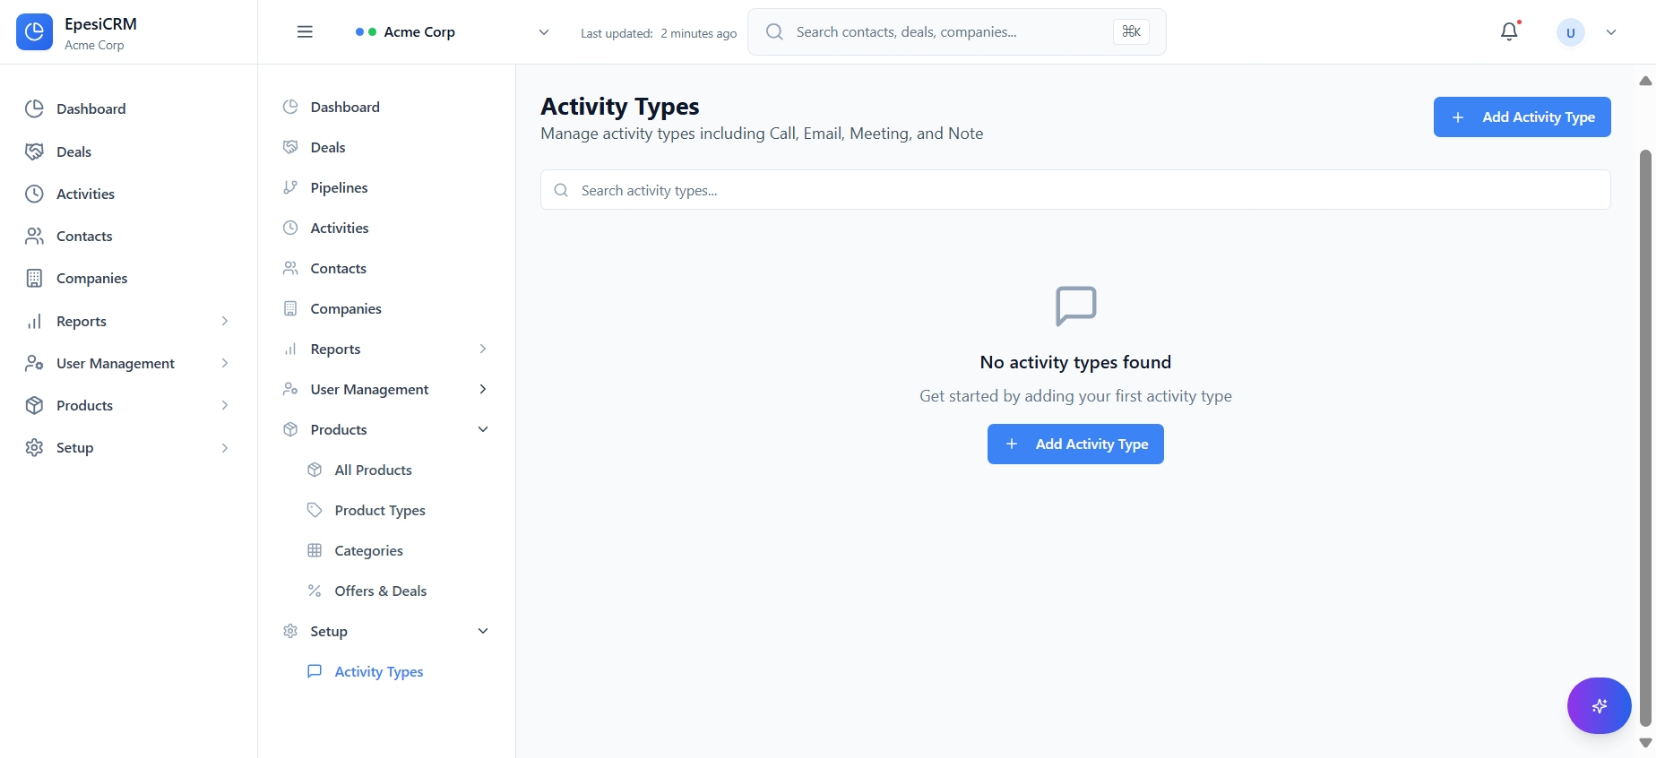 EpesiCRM
Acme Corp
Acme Corp
Last updated: 2 minutes ago
Search contacts, deals, companies...
⌘K
U
Dashboard
Deals
Activities
Contacts
Companies
Reports
User Management
Products
Setup
Dashboard
Deals
Pipelines
Activities
Contacts
Companies
Reports
User Management
Products
All Products
Product Types
Categories
Offers & Deals
Setup
Activity Types
Activity Types
Manage activity types including Call, Email, Meeting, and Note
Add Activity Type
Search activity types...
No activity types found
Get started by adding your first activity type
Add Activity Type